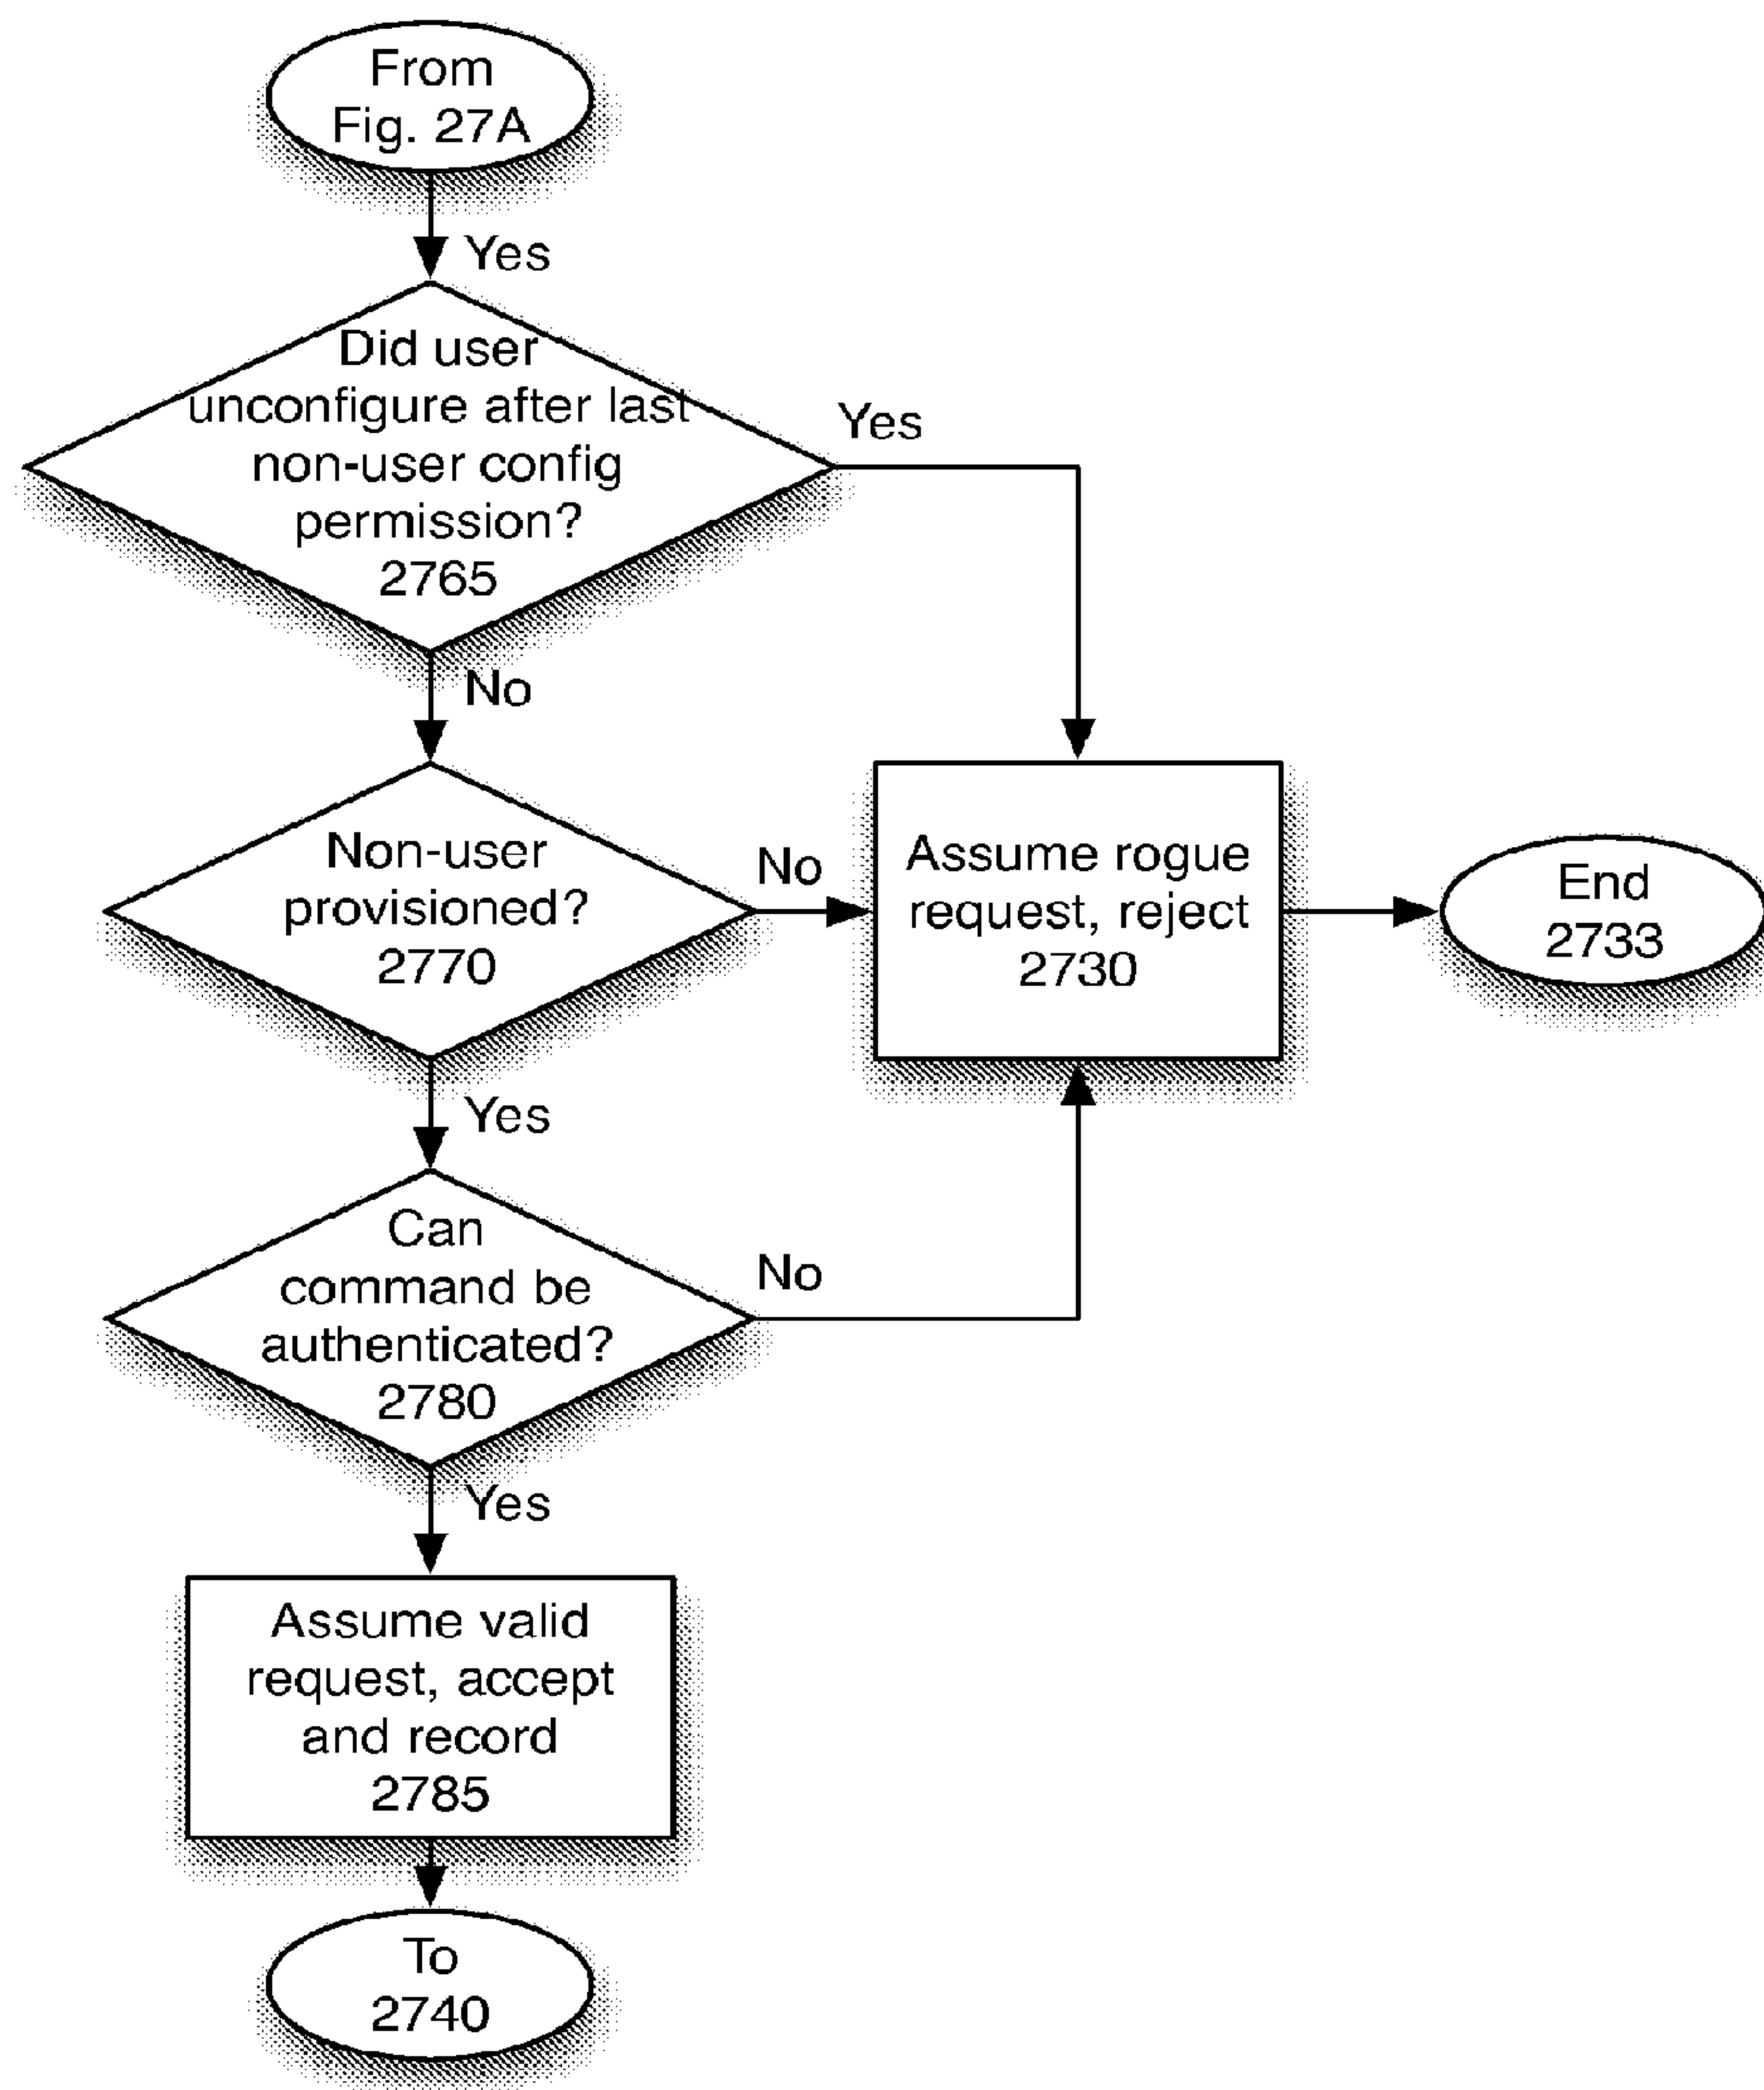 From
Fig. 27A
Yes
Did user
unconfigure after last
non-user config
permission?
2765
Yes
No
Non-user
provisioned?
2770
No
Assume rogue
request, reject
2730
End
2733
Yes
Can
command be
authenticated?
2780
No
Yes
Assume valid
request, accept
and record
2785
To
2740